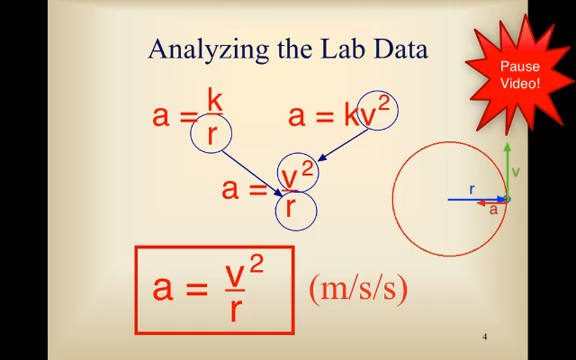 Analyzing the Lab Data
Pause
Video!
a = k/r
a = kv²
a = v²/r
v
r
a
a = v²/r (m/s/s)
4